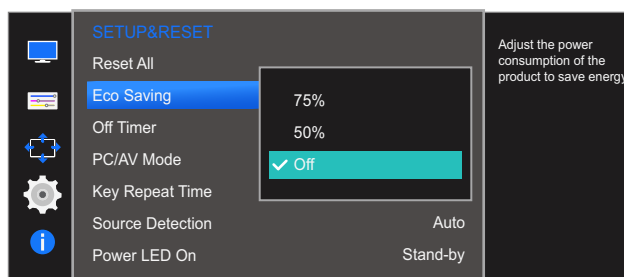 SETUP&RESET
Reset All
Eco Saving
Off Timer
PC/AV Mode
Key Repeat Time
Source Detection Auto
Power LED On Stand-by
75%
50%
Off
Adjust the power
consumption of the
product to save energy